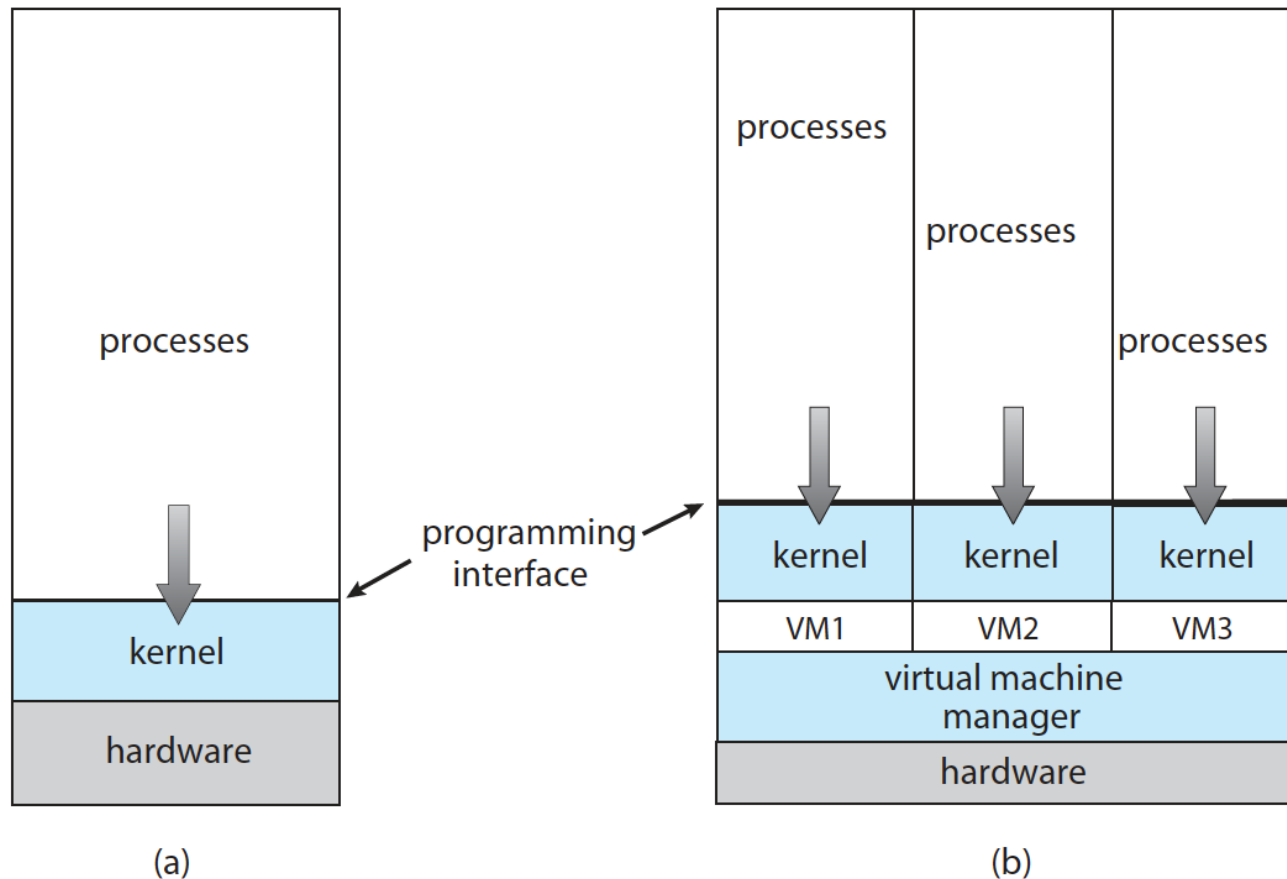 processes
kernel
hardware
(a)
programming
interface
processes
processes
processes
kernel
kernel
kernel
VM1
VM2
VM3
virtual machine
manager
hardware
(b)